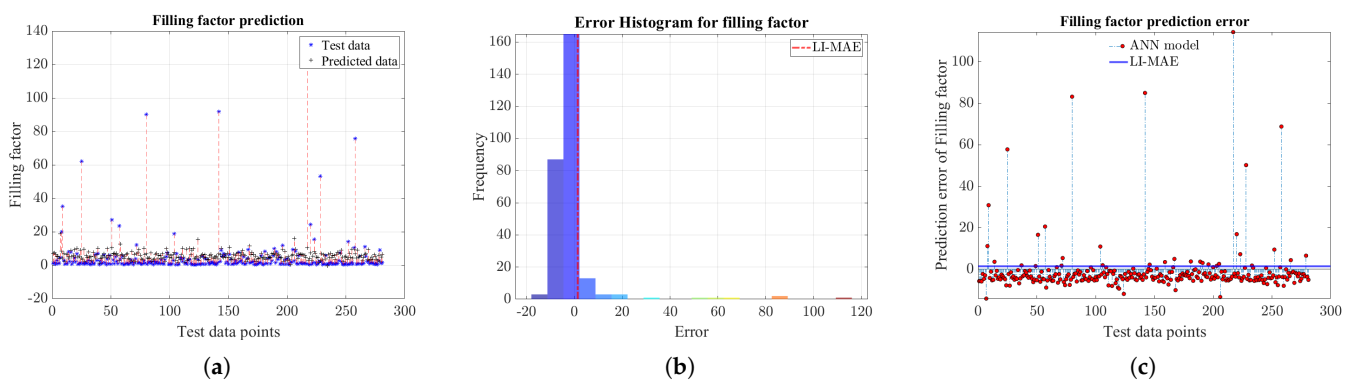 Filling factor prediction
140
120
100
80
60
40
20
0
-20
Filling factor
Test data
Predicted data
0 50 100 150 200 250 300
Test data points
(a)
Error Histogram for filling factor
160
140
120
100
80
60
40
20
0
Frequency
LI-MAE
-20 0 20 40 60 80 100 120
Error
(b)
Filling factor prediction error
100
80
60
40
20
0
Prediction error of Filling factor
ANN model
LI-MAE
0 50 100 150 200 250 300
Test data points
(c)